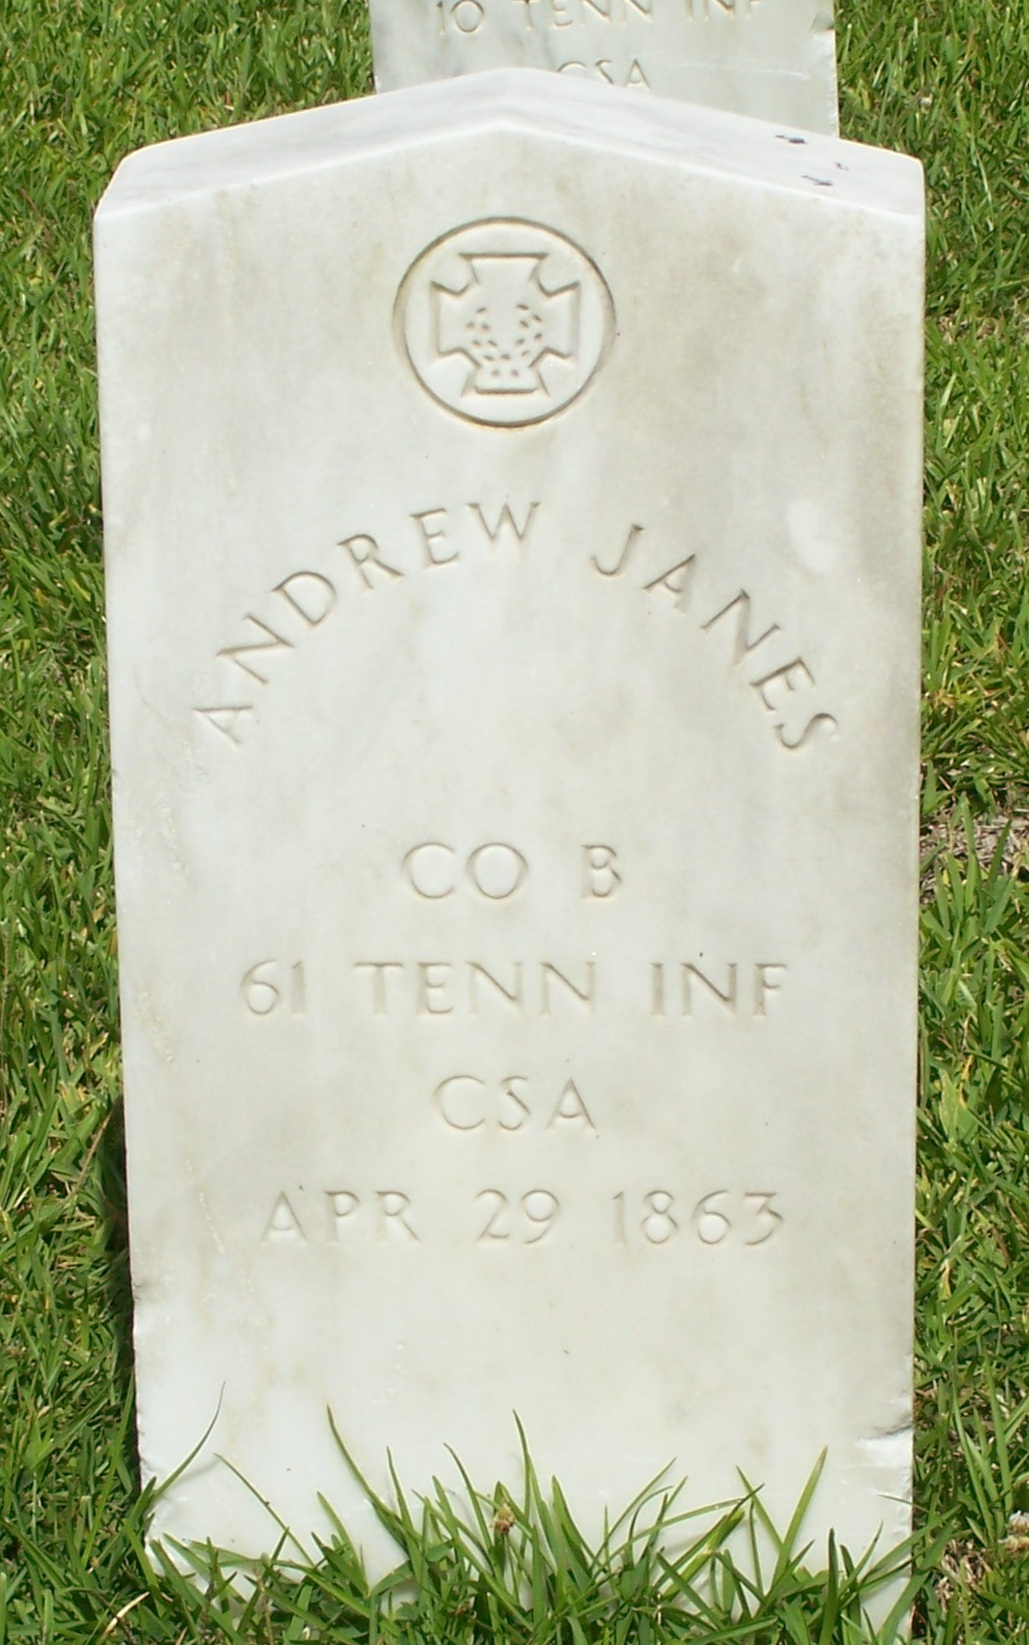 10 TENN INF
CSA
ANDREW JANES
CO B
61 TENN INF
CSA
APR 29 1863